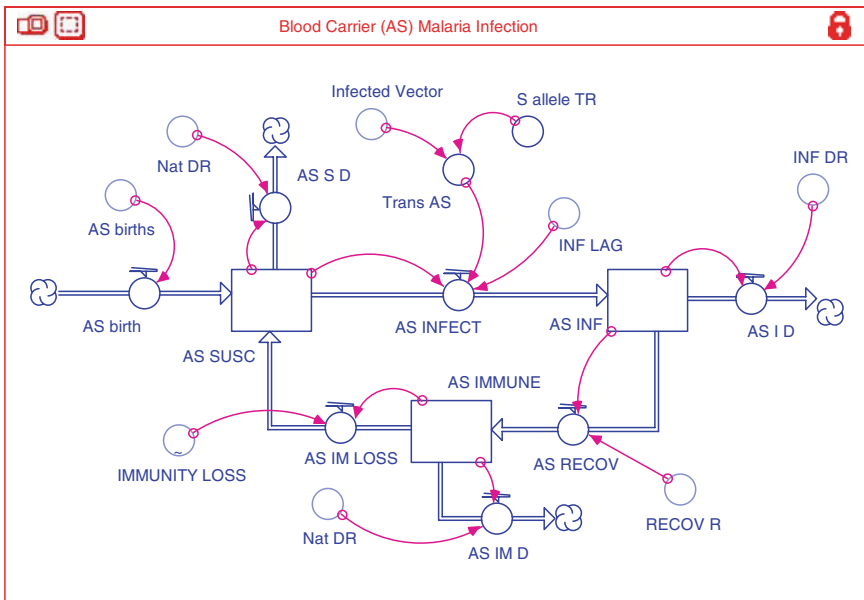 Blood Carrier (AS) Malaria Infection
Infected Vector
S allele TR
Nat DR
AS S D
INF DR
Trans AS
AS births
INF LAG
AS birth
AS INFECT
AS INF
AS I D
AS SUSC
AS IMMUNE
IMMUNITY LOSS
AS IM LOSS
AS RECOV
~
Nat DR
RECOV R
AS IM D